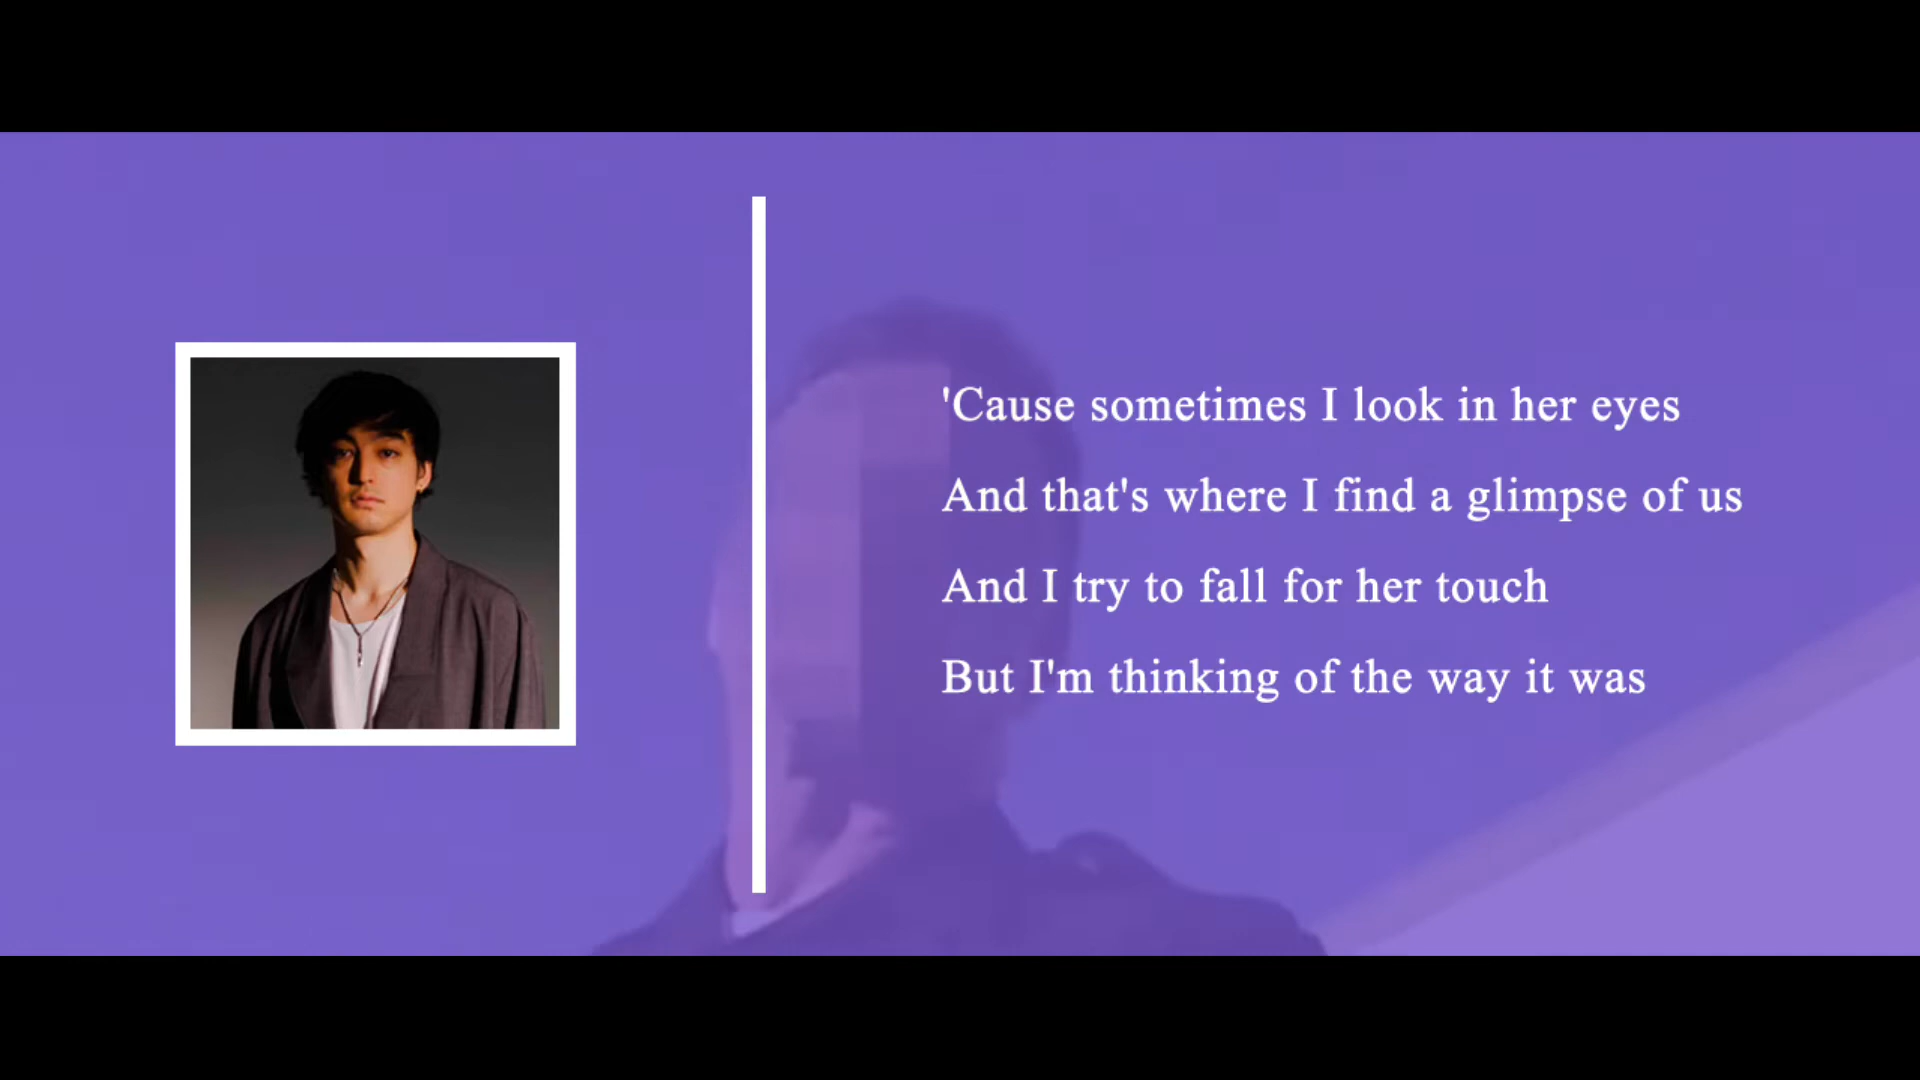 'Cause sometimes I look in her eyes
And that's where I find a glimpse of us
And I try to fall for her touch
But I'm thinking of the way it was